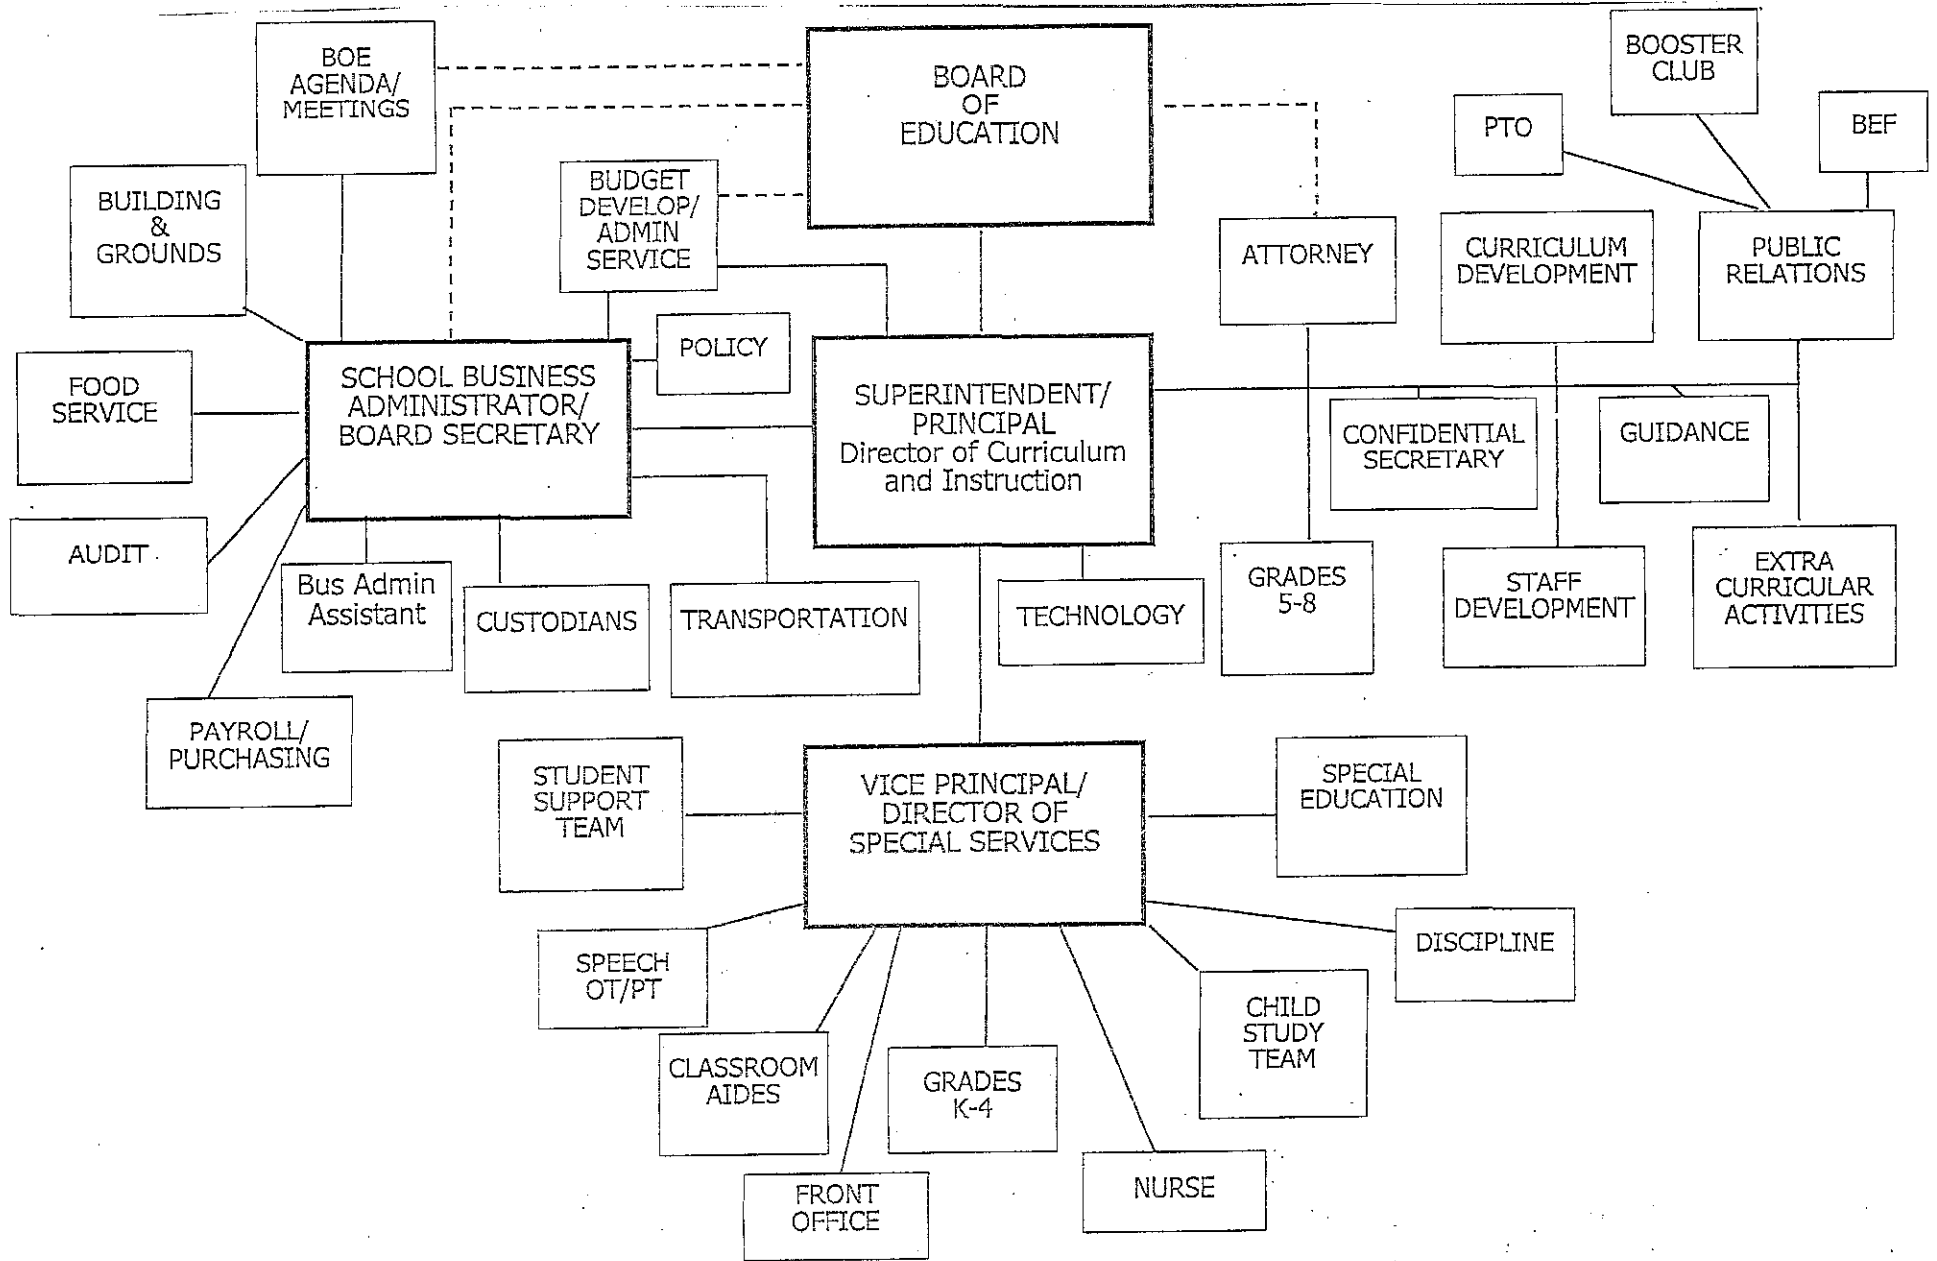 BOE
AGENDA/
MEETINGS
BOARD
OF
EDUCATION
BOOSTER
CLUB
PTO
BEF
BUILDING
&
GROUNDS
BUDGET
DEVELOP/
ADMIN
SERVICE
ATTORNEY
CURRICULUM
DEVELOPMENT
PUBLIC
RELATIONS
POLICY
FOOD
SERVICE
SCHOOL BUSINESS
ADMINISTRATOR/
BOARD SECRETARY
SUPERINTENDENT/
PRINCIPAL
Director of Curriculum
and Instruction
CONFIDENTIAL
SECRETARY
GUIDANCE
AUDIT
Bus Admin
Assistant
CUSTODIANS
TRANSPORTATION
TECHNOLOGY
GRADES
5-8
STAFF
DEVELOPMENT
EXTRA
CURRICULAR
ACTIVITIES
PAYROLL/
PURCHASING
STUDENT
SUPPORT
TEAM
VICE PRINCIPAL/
DIRECTOR OF
SPECIAL SERVICES
SPECIAL
EDUCATION
SPEECH
OT/PT
DISCIPLINE
CLASSROOM
AIDES
GRADES
K-4
CHILD
STUDY
TEAM
FRONT
OFFICE
NURSE